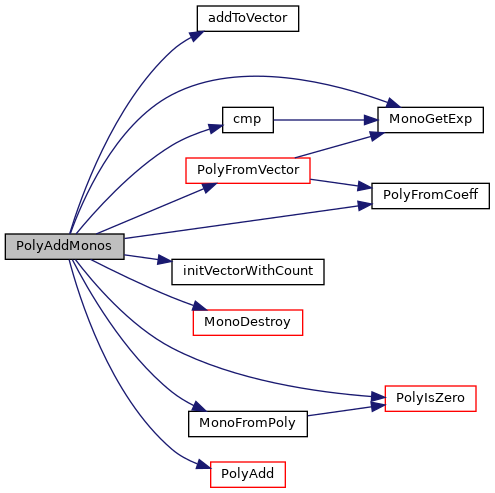 addToVector
cmp
MonoGetExp
PolyFromVector
PolyFromCoeff
PolyAddMonos
initVectorWithCount
MonoDestroy
PolyIsZero
MonoFromPoly
PolyAdd